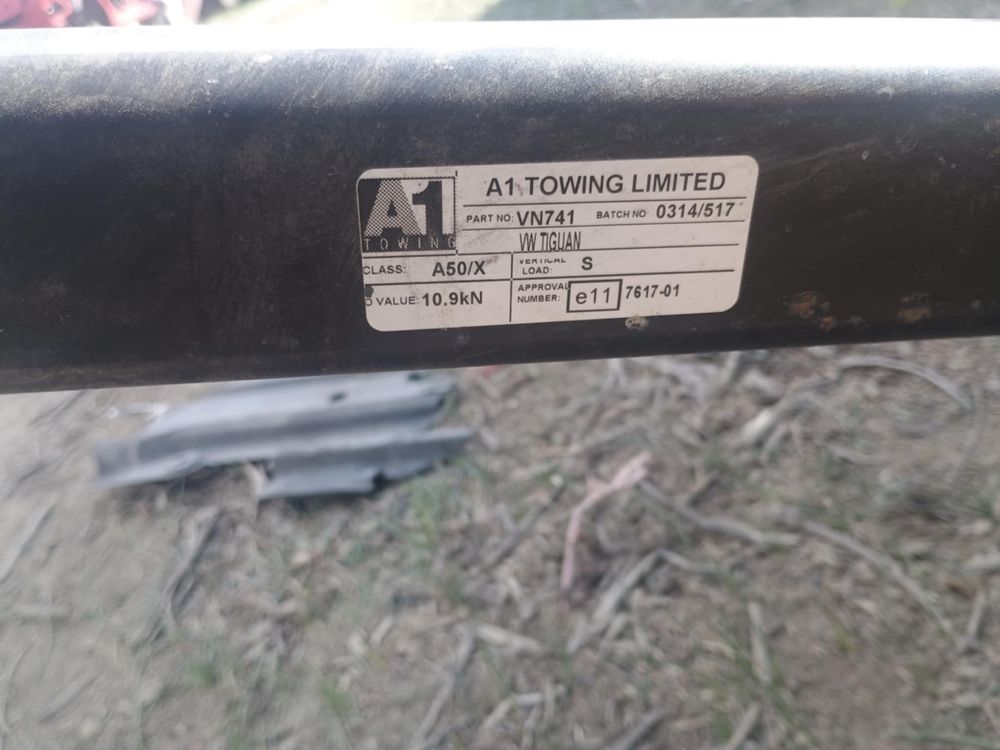 A1
TOWING
A1 TOWING LIMITED
PART NO: VN741 BATCH NO 0314/517
VW TIGUAN
CLASS: A50/X
VERTICAL
LOAD: S
D VALUE: 10.9kN
APPROVAL
NUMBER: e11 7617-01